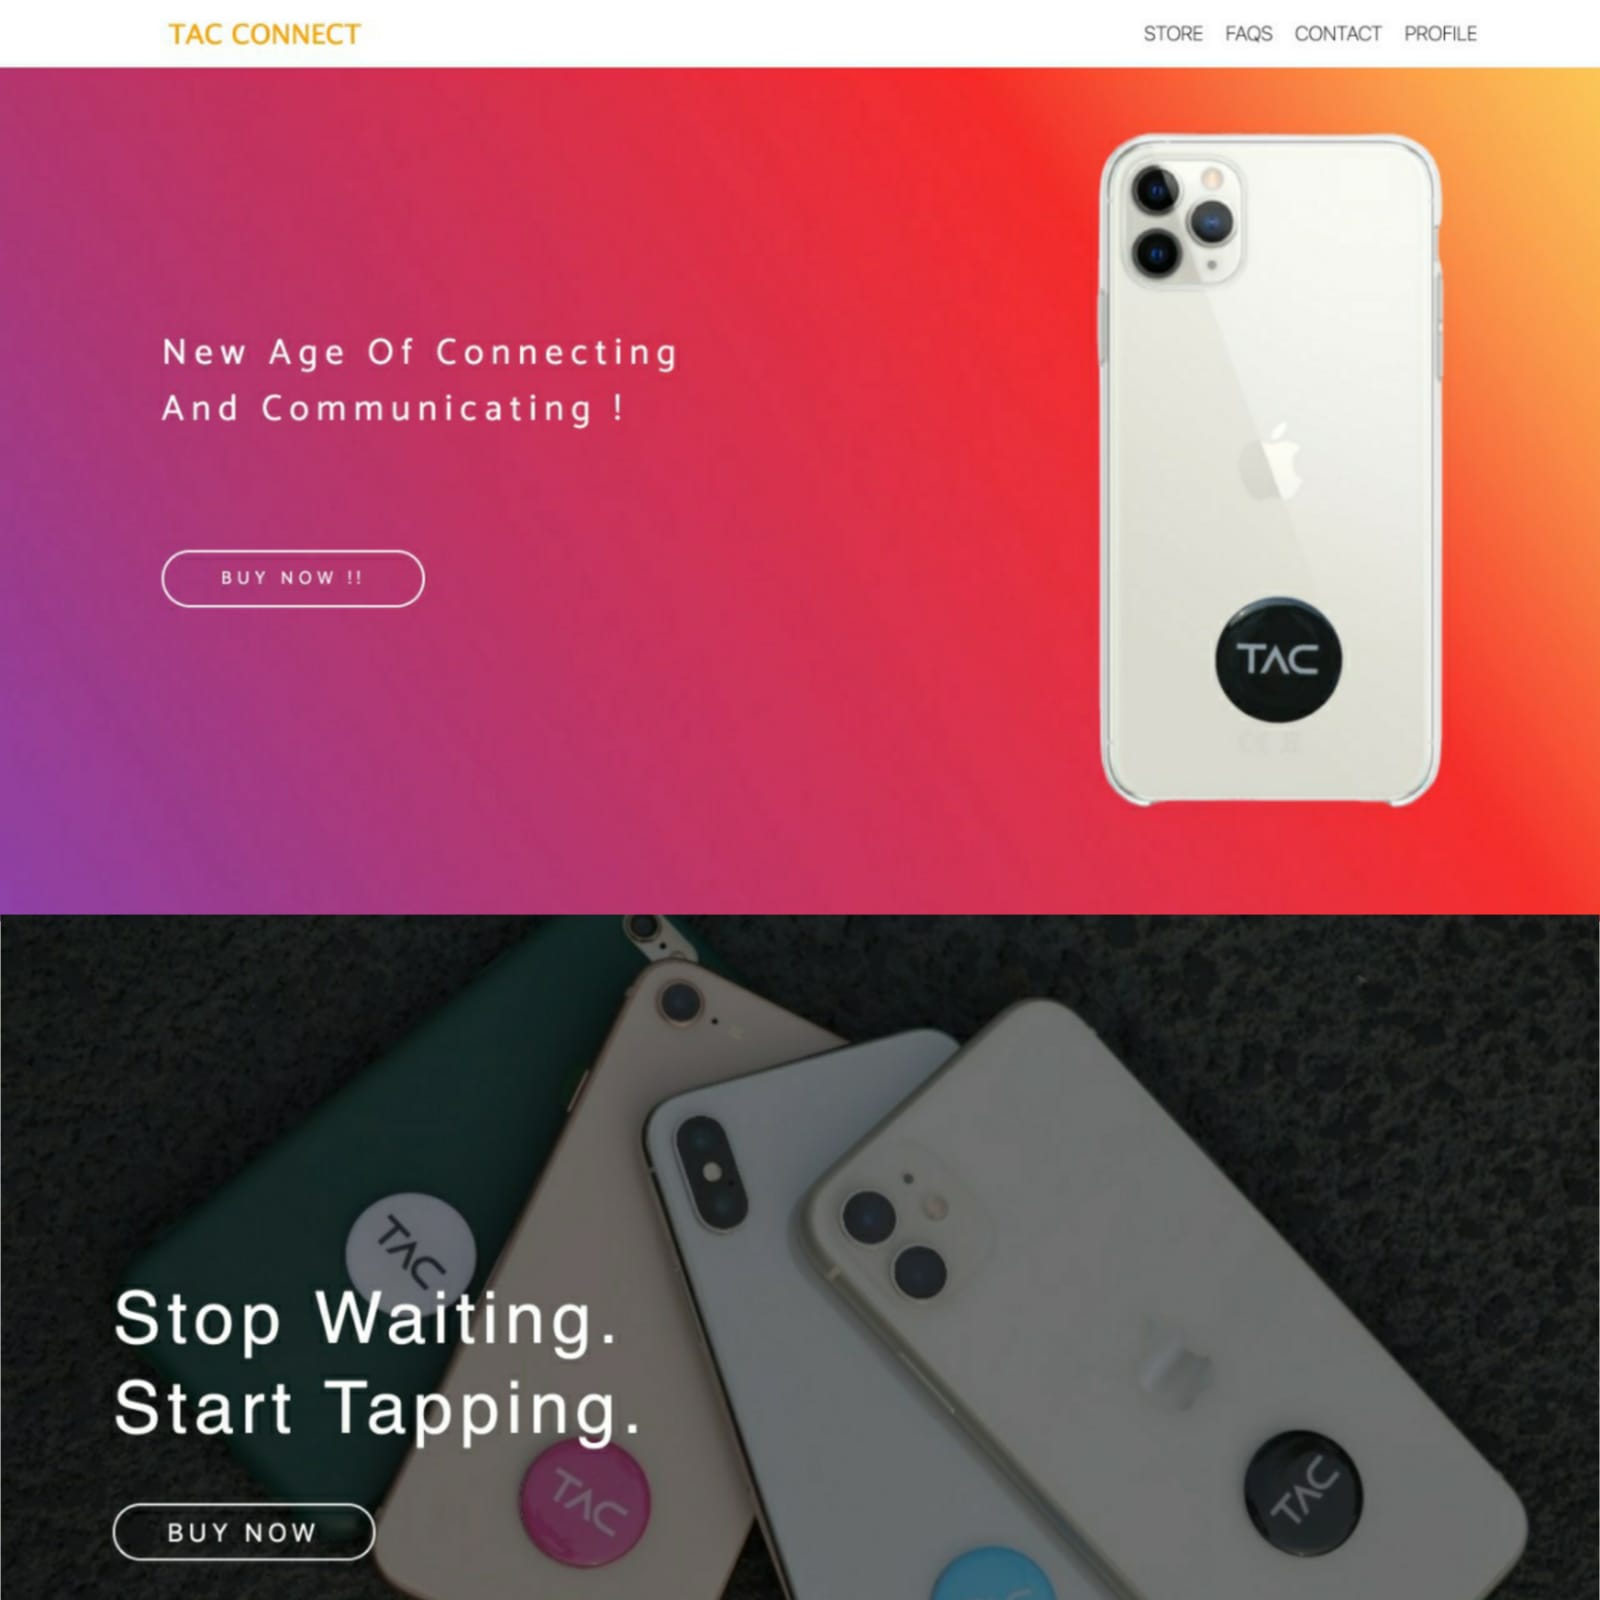 TAC CONNECT
STORE FAQS CONTACT PROFILE
New Age Of Connecting
And Communicating !
BUY NOW !!
TAC
TAC
Stop Waiting.
Start Tapping.
TAC
TAC
BUY NOW